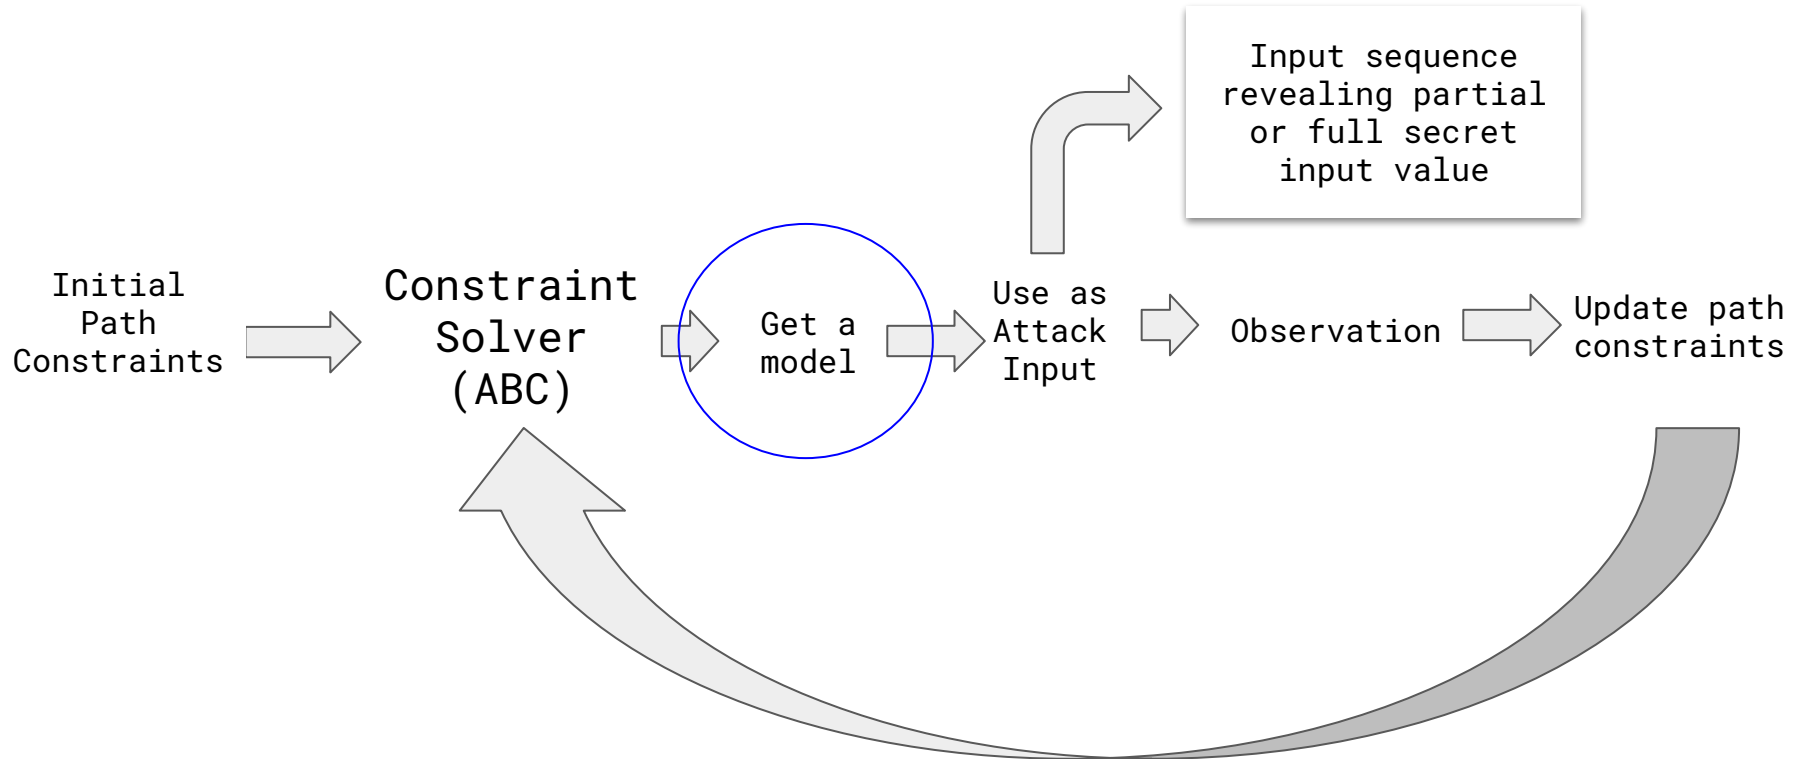 Input sequence
revealing partial
or full secret
input value
Initial
Path
Constraints
Constraint
Solver
(ABC)
Get a
model
Use as
Attack
Input
Observation
Update path
constraints